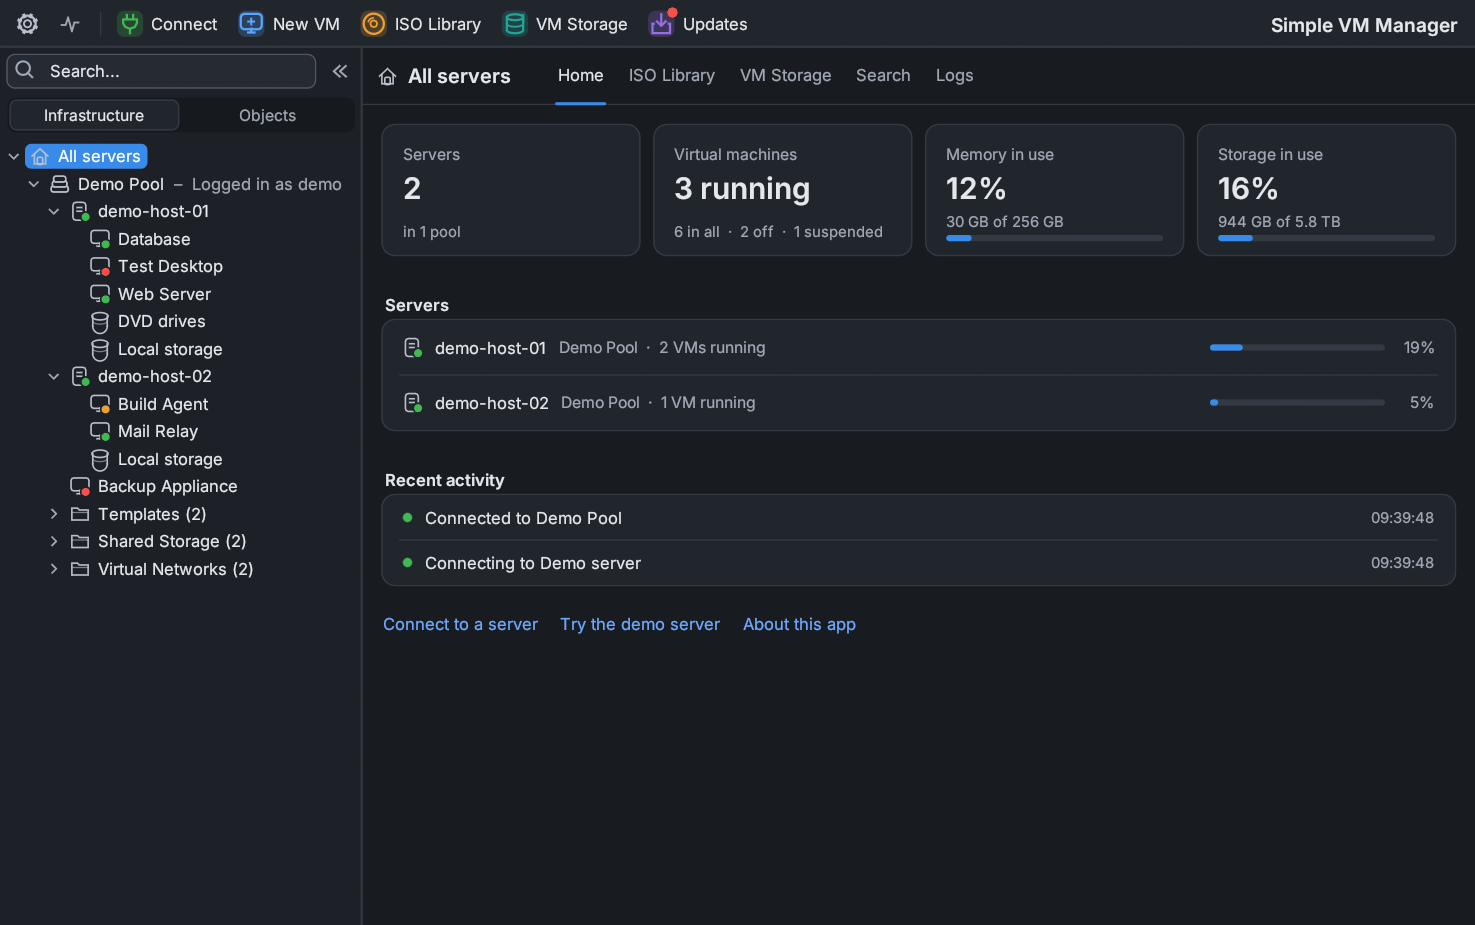 Connect New VM ISO Library VM Storage Updates Simple VM Manager
Search...
Infrastructure Objects
All servers
Demo Pool – Logged in as demo
demo-host-01
Database
Test Desktop
Web Server
DVD drives
Local storage
demo-host-02
Build Agent
Mail Relay
Local storage
Backup Appliance
Templates (2)
Shared Storage (2)
Virtual Networks (2)
All servers Home ISO Library VM Storage Search Logs
Servers
2
in 1 pool
Virtual machines
3 running
6 in all · 2 off · 1 suspended
Memory in use
12%
30 GB of 256 GB
Storage in use
16%
944 GB of 5.8 TB
Servers
demo-host-01 Demo Pool · 2 VMs running 19%
demo-host-02 Demo Pool · 1 VM running 5%
Recent activity
Connected to Demo Pool 09:39:48
Connecting to Demo server 09:39:48
Connect to a server Try the demo server About this app